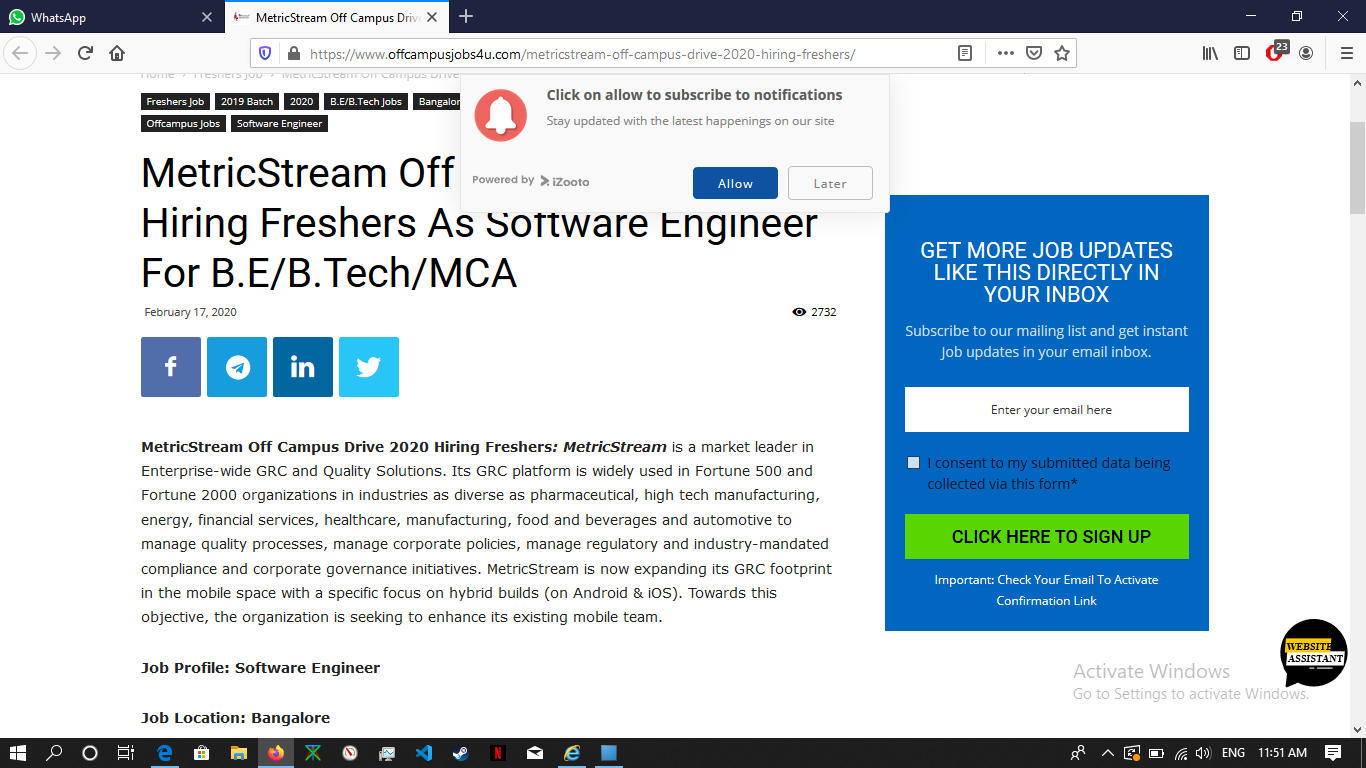 WhatsApp
MetricStream Off Campus Driv
https://www.offcampusjobs4u.com/metricstream-off-campus-drive-2020-hiring-freshers/
23
Home > Freshers Job > MetricStream Off Campus Drive
Freshers Job
2019 Batch
2020
B.E/B.Tech Jobs
Bangalor
Offcampus Jobs
Software Engineer
Click on allow to subscribe to notifications
Stay updated with the latest happenings on our site
Powered by iZooto
Allow
Later
MetricStream Off
Hiring Freshers As Software Engineer
For B.E/B.Tech/MCA
February 17, 2020
2732
MetricStream Off Campus Drive 2020 Hiring Freshers: MetricStream is a market leader in
Enterprise-wide GRC and Quality Solutions. Its GRC platform is widely used in Fortune 500 and
Fortune 2000 organizations in industries as diverse as pharmaceutical, high tech manufacturing,
energy, financial services, healthcare, manufacturing, food and beverages and automotive to
manage quality processes, manage corporate policies, manage regulatory and industry-mandated
compliance and corporate governance initiatives. MetricStream is now expanding its GRC footprint
in the mobile space with a specific focus on hybrid builds (on Android & iOS). Towards this
objective, the organization is seeking to enhance its existing mobile team.
Job Profile: Software Engineer
Job Location: Bangalore
GET MORE JOB UPDATES
LIKE THIS DIRECTLY IN
YOUR INBOX
Subscribe to our mailing list and get instant
Job updates in your email inbox.
Enter your email here
I consent to my submitted data being
collected via this form*
CLICK HERE TO SIGN UP
Important: Check Your Email To Activate
Confirmation Link
WEBSITE
ASSISTANT
Activate Windows
Go to Settings to activate Windows.
ENG
11:51 AM